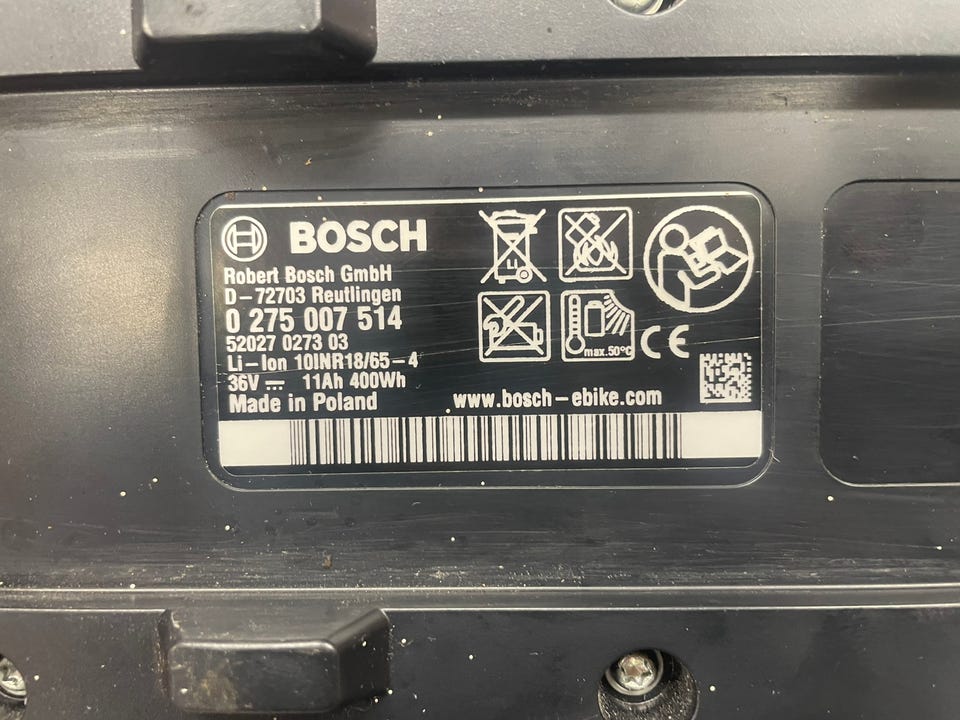 BOSCH
Robert Bosch GmbH
D-72703 Reutlingen
0 275 007 514
52027 0273 03
Li-Ion 10INR18/65-4
36V ⎓ 11Ah 400Wh
Made in Poland
Li
max.50°C
CE
www.bosch-ebike.com